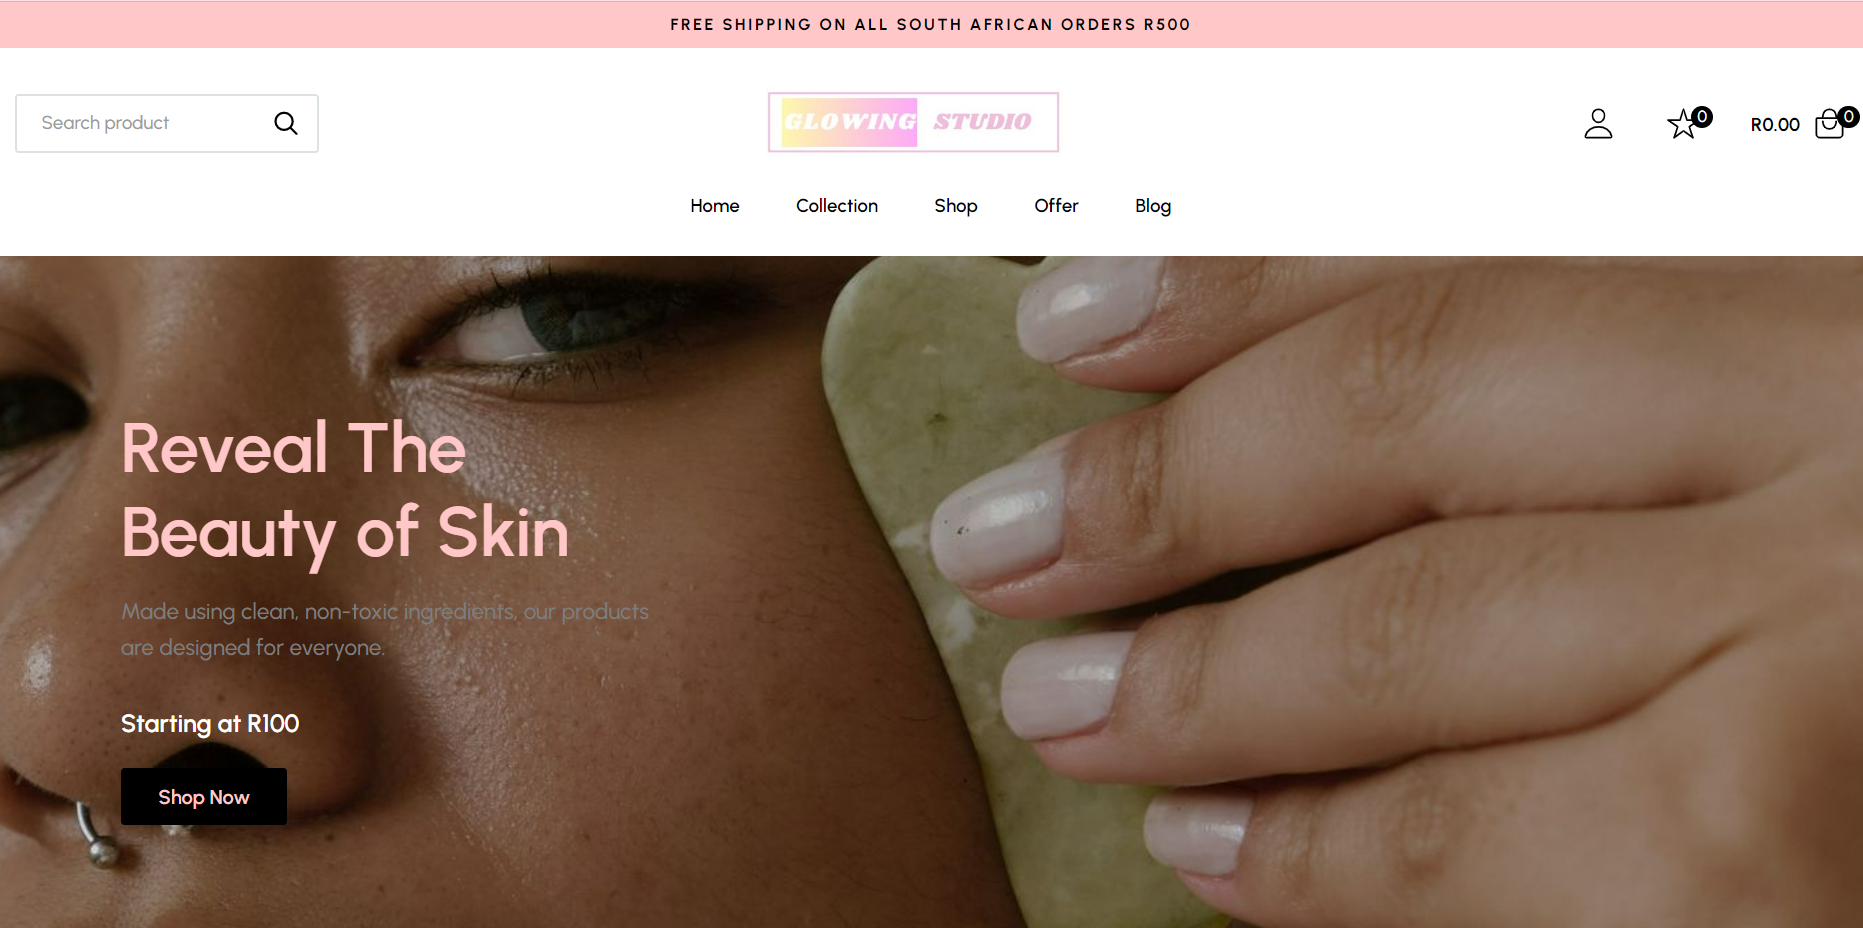 FREE SHIPPING ON ALL SOUTH AFRICAN ORDERS R500
Search product
GLOWING STUDIO
0
R0.00
0
Home
Collection
Shop
Offer
Blog
Reveal The
Beauty of Skin
Made using clean, non-toxic ingredients, our products
are designed for everyone.
Starting at R100
Shop Now